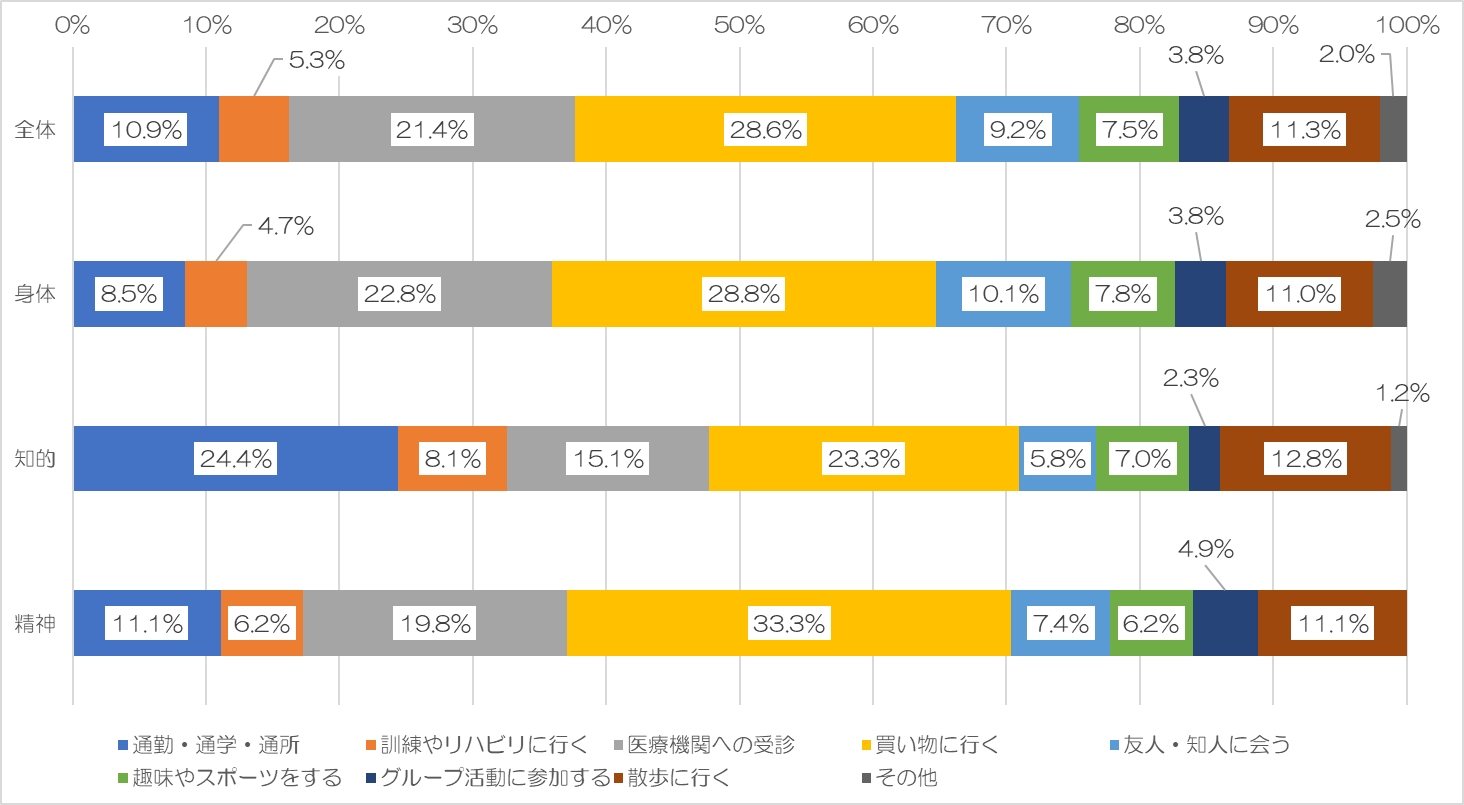 0% 10% 20% 30% 40% 50% 60% 70% 80% 90% 100%
5.3% 3.8% 2.0%
全体 10.9% 21.4% 28.6% 9.2% 7.5% 11.3%
4.7% 3.8% 2.5%
身体 8.5% 22.8% 28.8% 10.1% 7.8% 11.0%
2.3% 1.2%
知的 24.4% 8.1% 15.1% 23.3% 5.8% 7.0% 12.8%
4.9%
精神 11.1% 6.2% 19.8% 33.3% 7.4% 6.2% 11.1%
通勤・通学・通所 訓練やリハビリに行く 医療機関への受診 買い物に行く 友人・知人に会う
趣味やスポーツをする グループ活動に参加する 散歩に行く その他